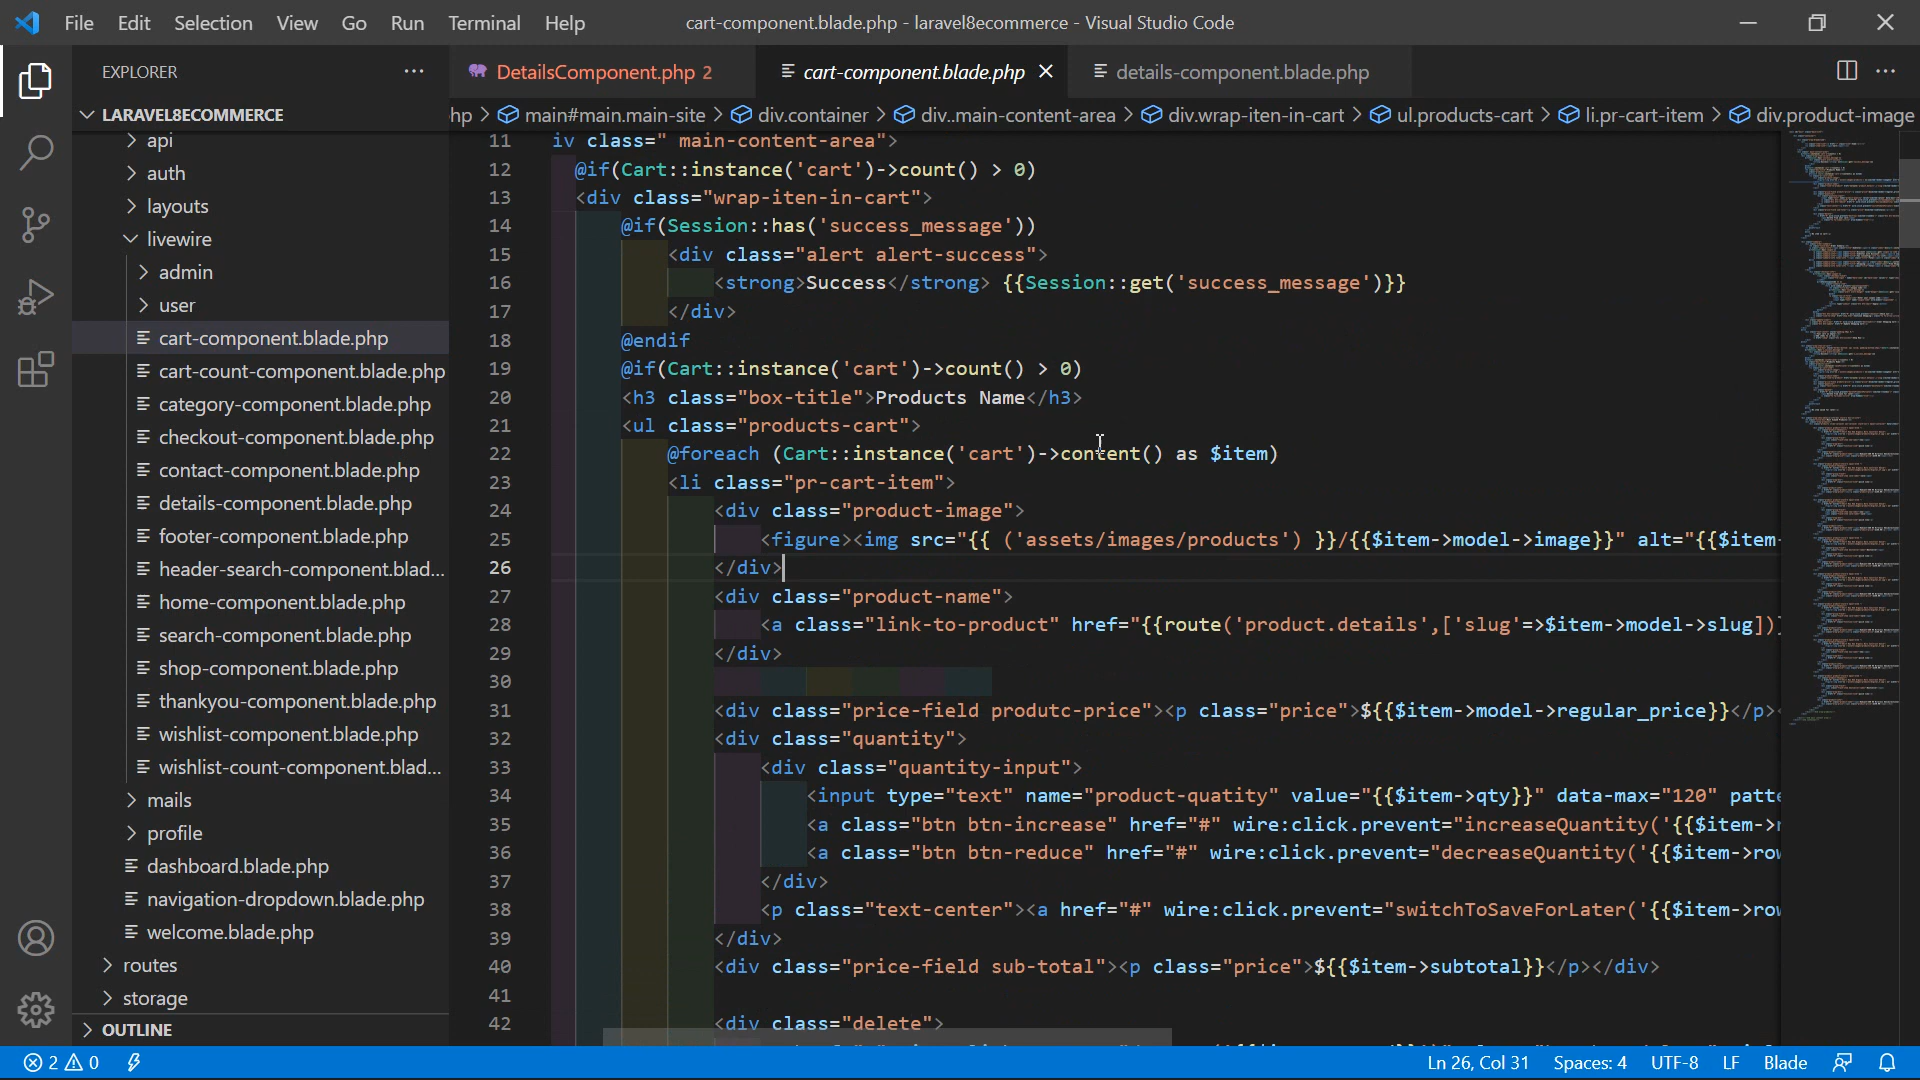 File Edit Selection View Go Run Terminal Help
cart-component.blade.php - laravel8ecommerce - Visual Studio Code
EXPLORER
DetailsComponent.php 2
cart-component.blade.php
details-component.blade.php
hp > main#main.main-site > div.container > div..main-content-area > div.wrap-iten-in-cart > ul.products-cart > li.pr-cart-item > div.product-image
LARAVEL8ECOMMERCE
api
auth
layouts
livewire
admin
user
cart-component.blade.php
cart-count-component.blade.php
category-component.blade.php
checkout-component.blade.php
contact-component.blade.php
details-component.blade.php
footer-component.blade.php
header-search-component.blad...
home-component.blade.php
search-component.blade.php
shop-component.blade.php
thankyou-component.blade.php
wishlist-component.blade.php
wishlist-count-component.blad...
mails
profile
dashboard.blade.php
navigation-dropdown.blade.php
welcome.blade.php
routes
storage
OUTLINE
11 iv class=" main-content-area">
12 @if(Cart::instance('cart')->count() > 0)
13 <div class="wrap-iten-in-cart">
14 @if(Session::has('success_message'))
15 <div class="alert alert-success">
16 <strong>Success</strong> {{Session::get('success_message')}}
17 </div>
18 @endif
19 @if(Cart::instance('cart')->count() > 0)
20 <h3 class="box-title">Products Name</h3>
21 <ul class="products-cart">
22 @foreach (Cart::instance('cart')->content() as $item)
23 <li class="pr-cart-item">
24 <div class="product-image">
25 <figure><img src="{{ ('assets/images/products') }}/{{$item->model->image}}" alt="{{$item-
26 </div>
27 <div class="product-name">
28 <a class="link-to-product" href="{{route('product.details',['slug'=>$item->model->slug])}
29 </div>
30
31 <div class="price-field produtc-price"><p class="price">${{$item->model->regular_price}}</p><
32 <div class="quantity">
33 <div class="quantity-input">
34 <input type="text" name="product-quatity" value="{{$item->qty}}" data-max="120" patte
35 <a class="btn btn-increase" href="#" wire:click.prevent="increaseQuantity('{{$item->r
36 <a class="btn btn-reduce" href="#" wire:click.prevent="decreaseQuantity('{{$item->row
37 </div>
38 <p class="text-center"><a href="#" wire:click.prevent="switchToSaveForLater('{{$item->row
39 </div>
40 <div class="price-field sub-total"><p class="price">${{$item->subtotal}}</p></div>
41
42 <div class="delete">
2 0
Ln 26, Col 31 Spaces: 4 UTF-8 LF Blade